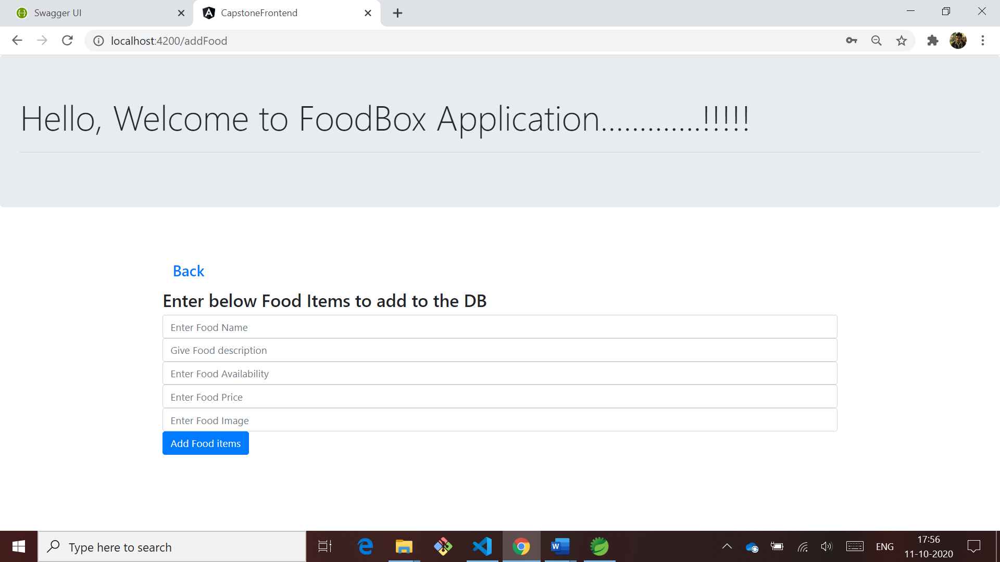 Swagger UI
CapstoneFrontend
localhost:4200/addFood
Hello, Welcome to FoodBox Application.............!!!!!
Back
Enter below Food Items to add to the DB
Enter Food Name
Give Food description
Enter Food Availability
Enter Food Price
Enter Food Image
Add Food items
Type here to search
ENG
17:56
11-10-2020